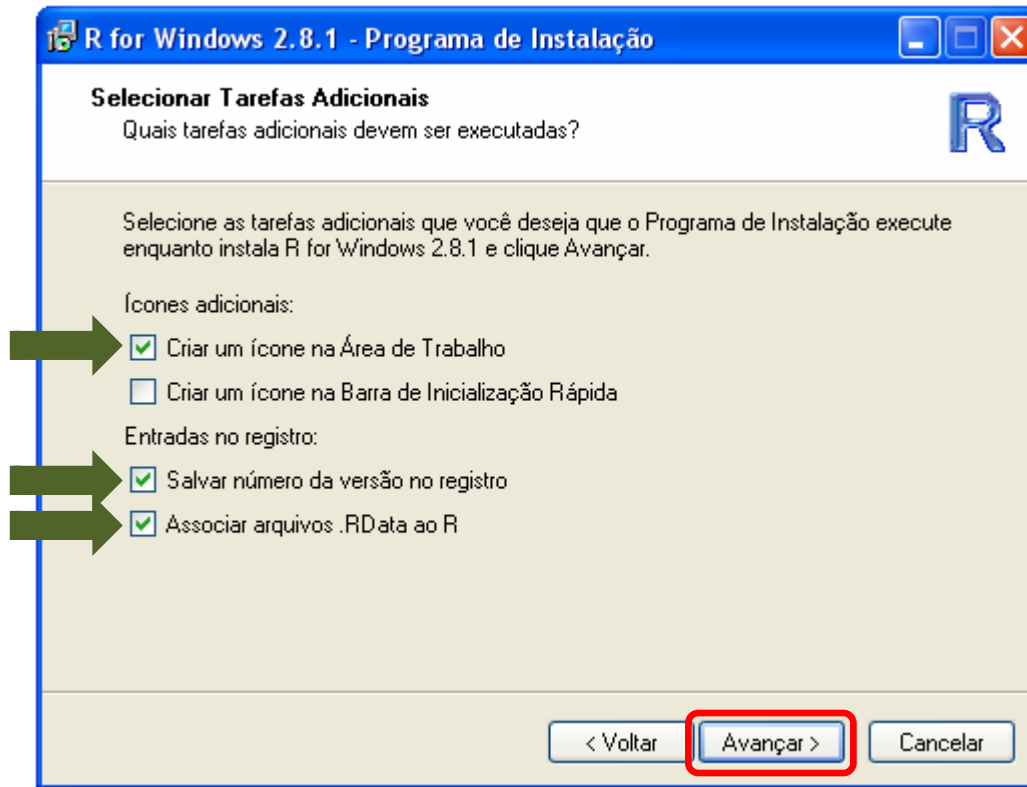 R for Windows 2.8.1 - Programa de Instalação
Selecionar Tarefas Adicionais
Quais tarefas adicionais devem ser executadas?
R
Selecione as tarefas adicionais que você deseja que o Programa de Instalação execute
enquanto instala R for Windows 2.8.1 e clique Avançar.
Ícones adicionais:
Criar um ícone na Área de Trabalho
Criar um ícone na Barra de Inicialização Rápida
Entradas no registro:
Salvar número da versão no registro
Associar arquivos .RData ao R
< Voltar
Avançar >
Cancelar